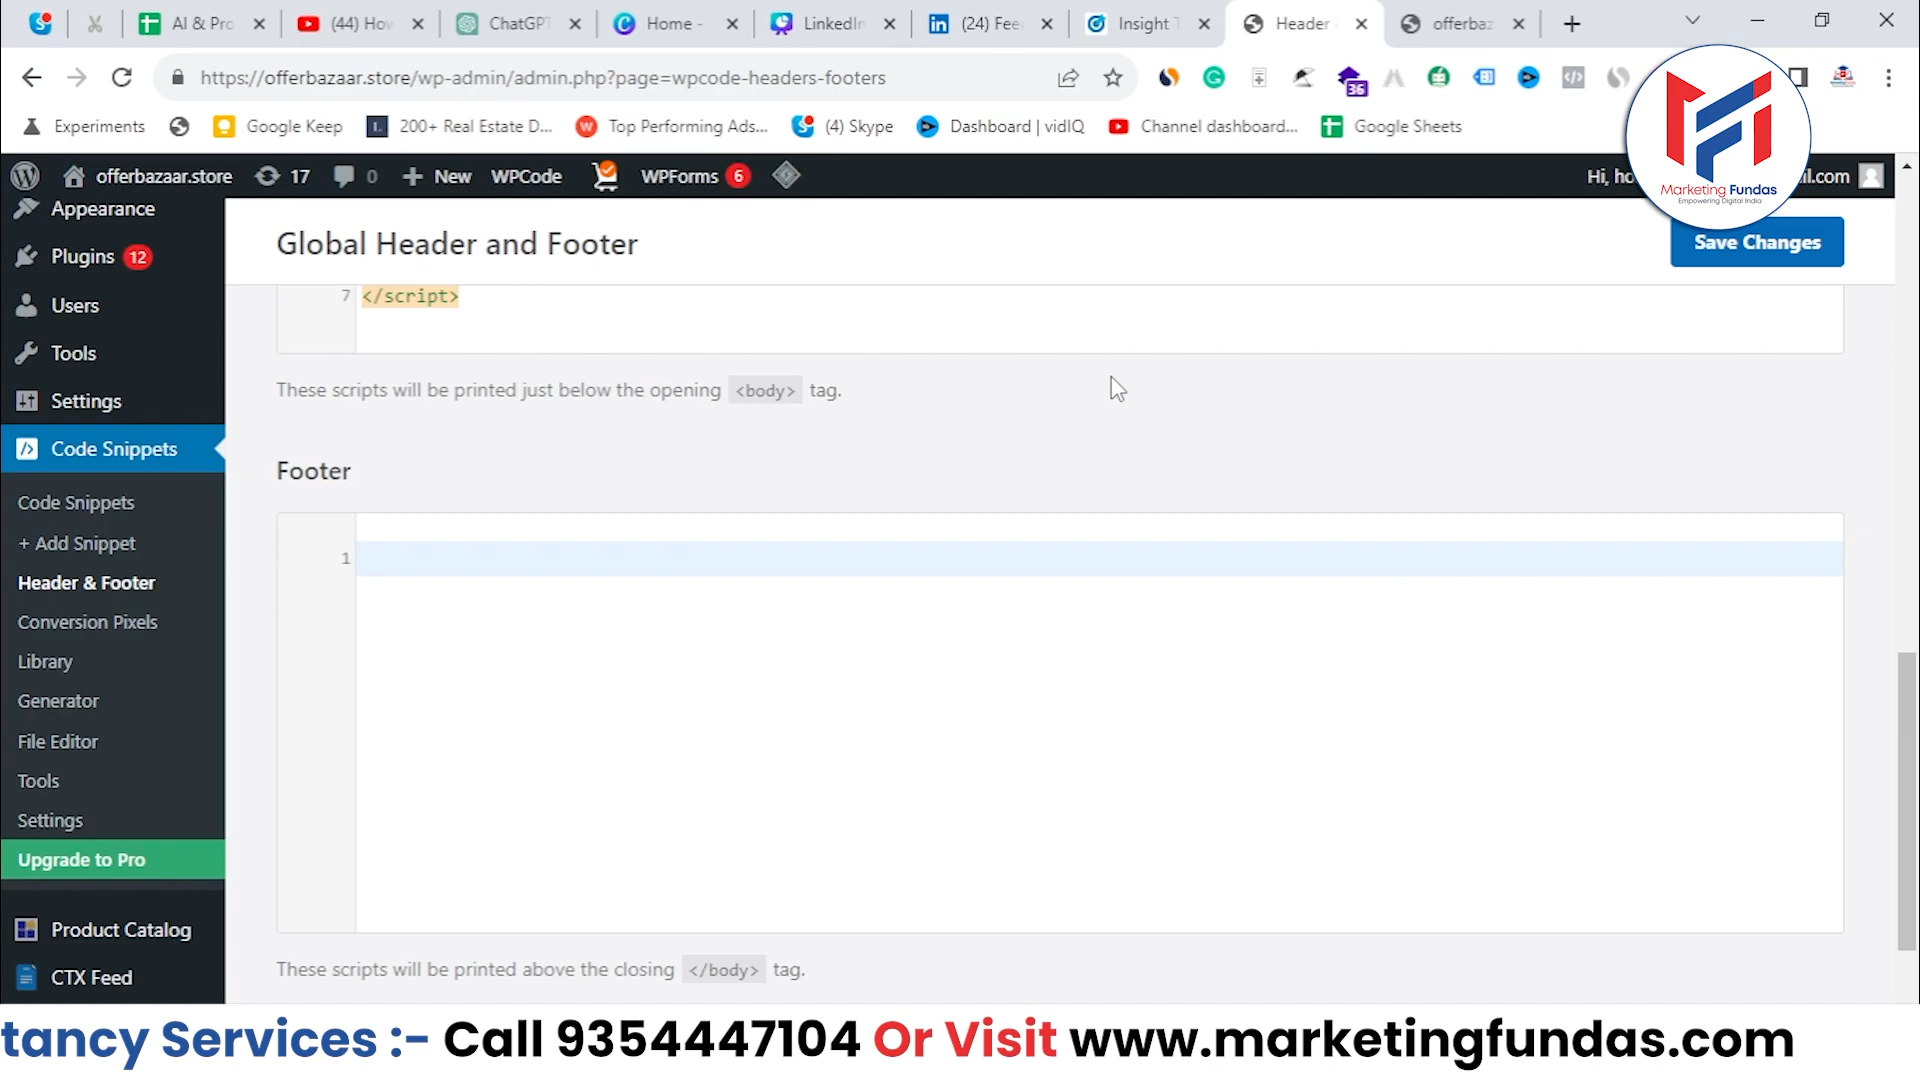 AI & Pro
(44) How
ChatGPT
Home -
LinkedIn
(24) Fee
Insight T
Header
offerbaz
https://offerbazaar.store/wp-admin/admin.php?page=wpcode-headers-footers
36
Experiments
Google Keep
200+ Real Estate D...
Top Performing Ads...
(4) Skype
Dashboard | vidIQ
Channel dashboard...
Google Sheets
Marketing Fundas
Empowering Digital India
offerbazaar.store
17
0
New
WPCode
WPForms 6
Hi, ho
il.com
Appearance
Plugins 12
Users
Tools
Settings
Code Snippets
Code Snippets
+ Add Snippet
Header & Footer
Conversion Pixels
Library
Generator
File Editor
Tools
Settings
Upgrade to Pro
Product Catalog
CTX Feed
Global Header and Footer
Save Changes
7 </script>
These scripts will be printed just below the opening <body> tag.
Footer
1
These scripts will be printed above the closing </body> tag.
tancy Services :- Call 9354447104 Or Visit www.marketingfundas.com